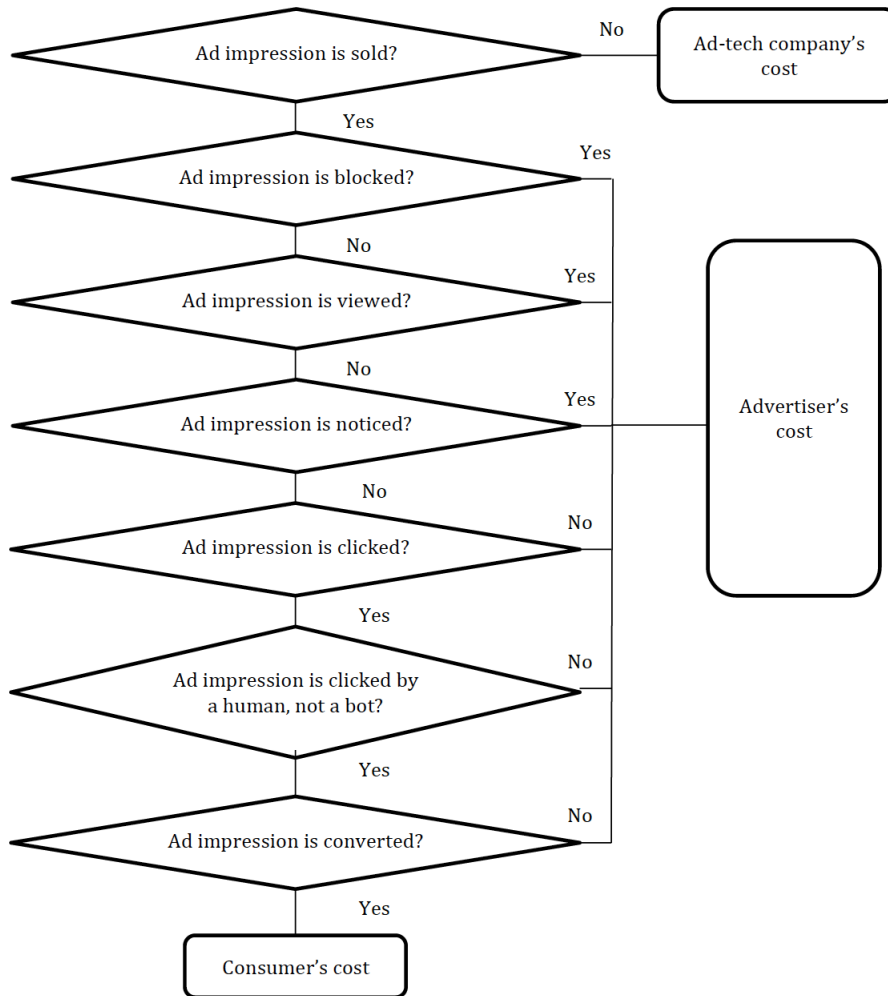 Ad impression is sold?
No
Ad-tech company's
cost
Yes
Ad impression is blocked?
Yes
No
Ad impression is viewed?
Yes
No
Ad impression is noticed?
Yes
Advertiser's
cost
No
Ad impression is clicked?
No
Yes
Ad impression is clicked by
a human, not a bot?
No
Yes
Ad impression is converted?
No
Yes
Consumer's cost